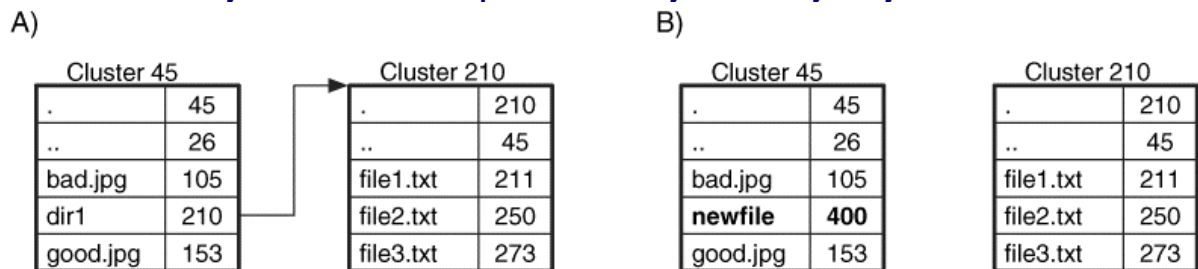 A)
B)
Cluster 45
Cluster 210
Cluster 45
Cluster 210
. 45
. 210
. 45
. 210
.. 26
.. 45
.. 26
.. 45
bad.jpg 105
file1.txt 211
bad.jpg 105
file1.txt 211
dir1 210
file2.txt 250
newfile 400
file2.txt 250
good.jpg 153
file3.txt 273
good.jpg 153
file3.txt 273